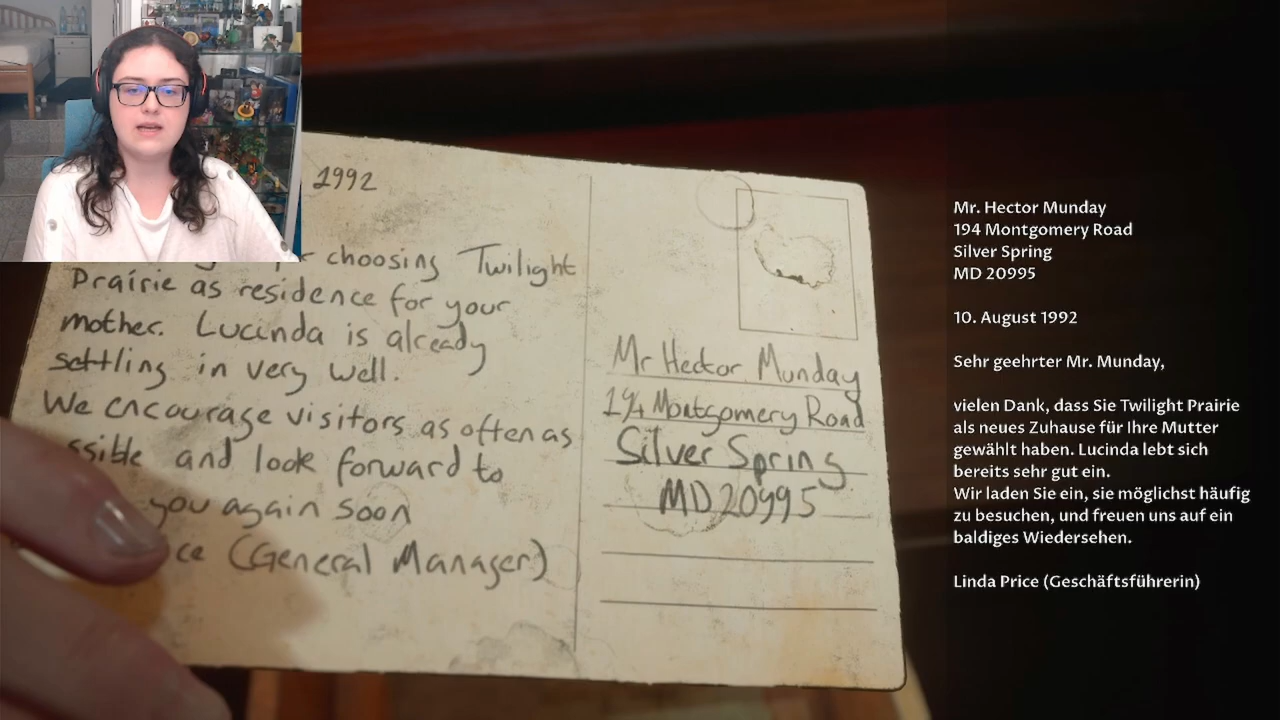 1992
choosing Twilight
Prairie as residence for your
mother. Lucinda is already
settling in very well.
We encourage visitors as often as
ssible and look forward to
you again soon
ce (General Manager)
Mr Hector Munday
194 Montgomery Road
Silver Spring
MD 20995
Mr. Hector Munday
194 Montgomery Road
Silver Spring
MD 20995
10. August 1992
Sehr geehrter Mr. Munday,
vielen Dank, dass Sie Twilight Prairie
als neues Zuhause für Ihre Mutter
gewählt haben. Lucinda lebt sich
bereits sehr gut ein.
Wir laden Sie ein, sie möglichst häufig
zu besuchen, und freuen uns auf ein
baldiges Wiedersehen.
Linda Price (Geschäftsführerin)